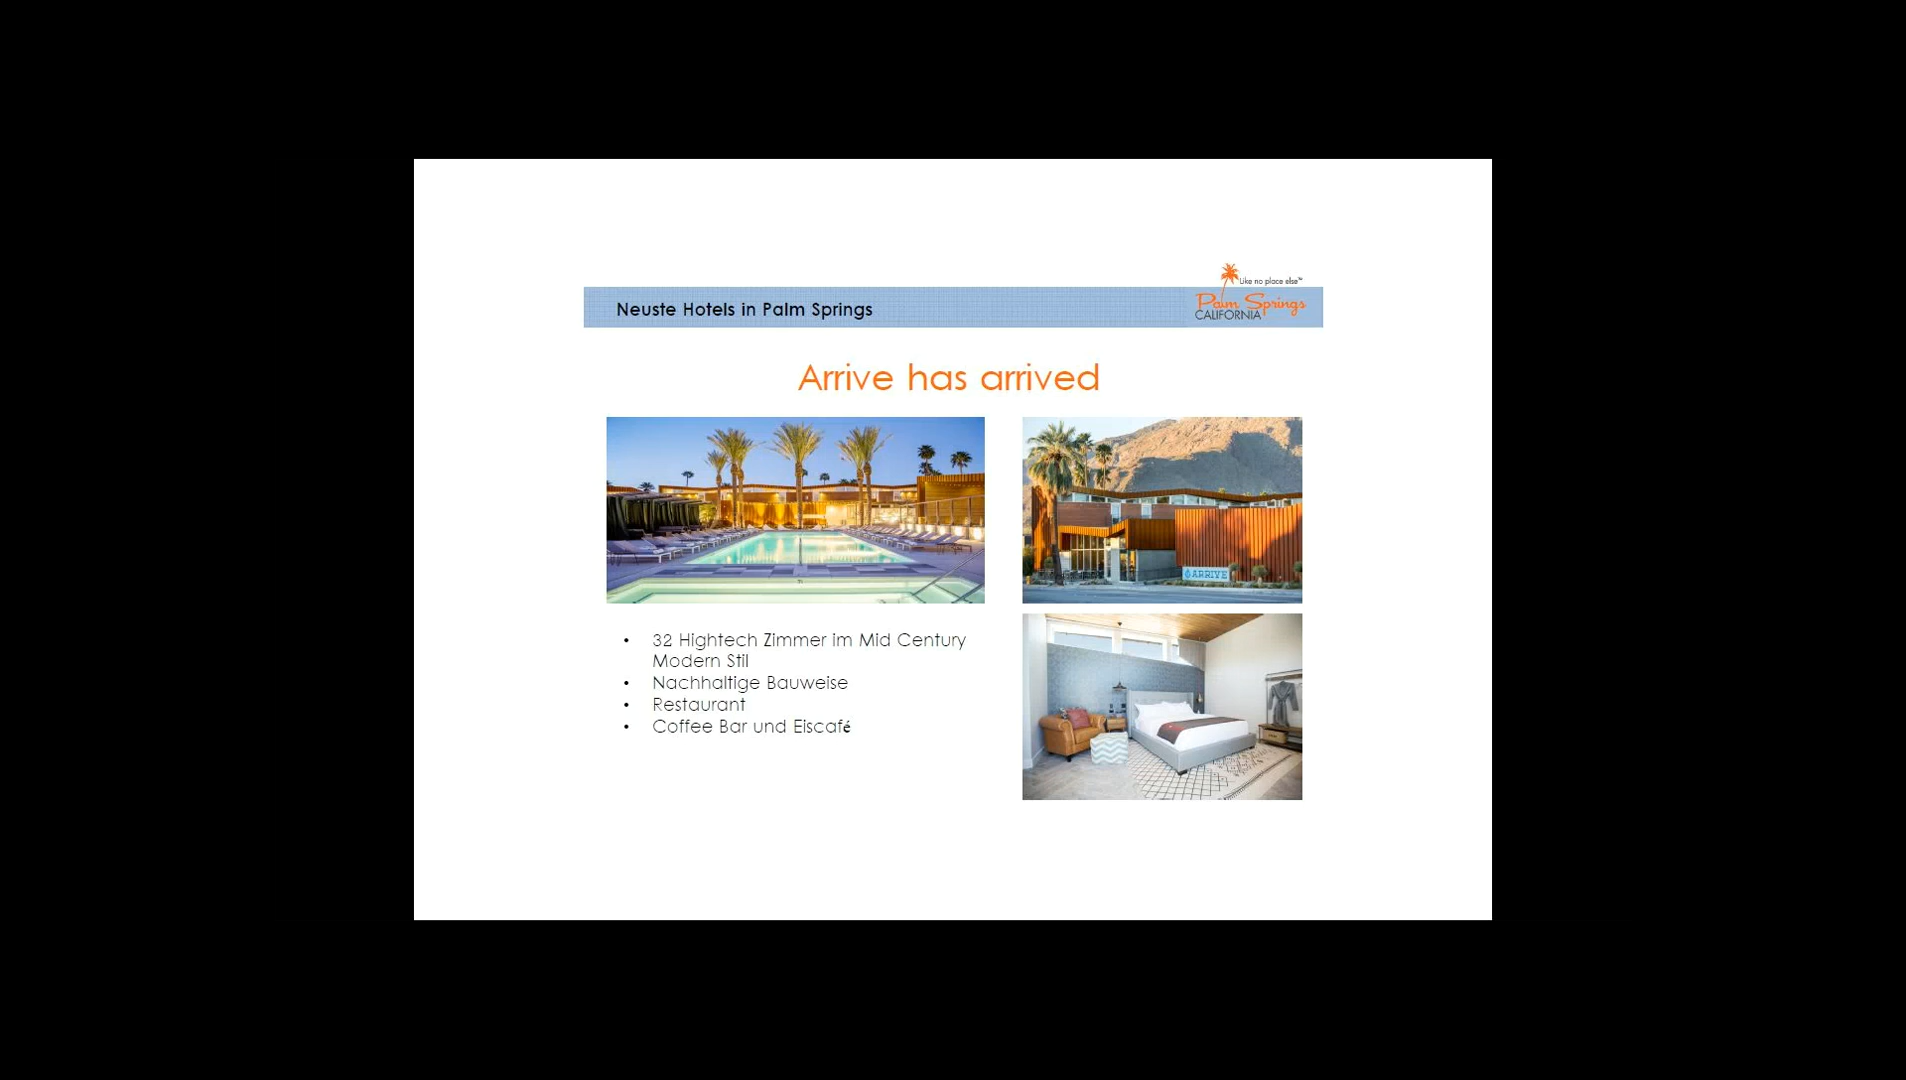 Like no place else™
Neuste Hotels in Palm Springs
Palm Springs
CALIFORNIA
Arrive has arrived
ARRIVE
• 32 Hightech Zimmer im Mid Century
Modern Stil
• Nachhaltige Bauweise
• Restaurant
• Coffee Bar und Eiscafé